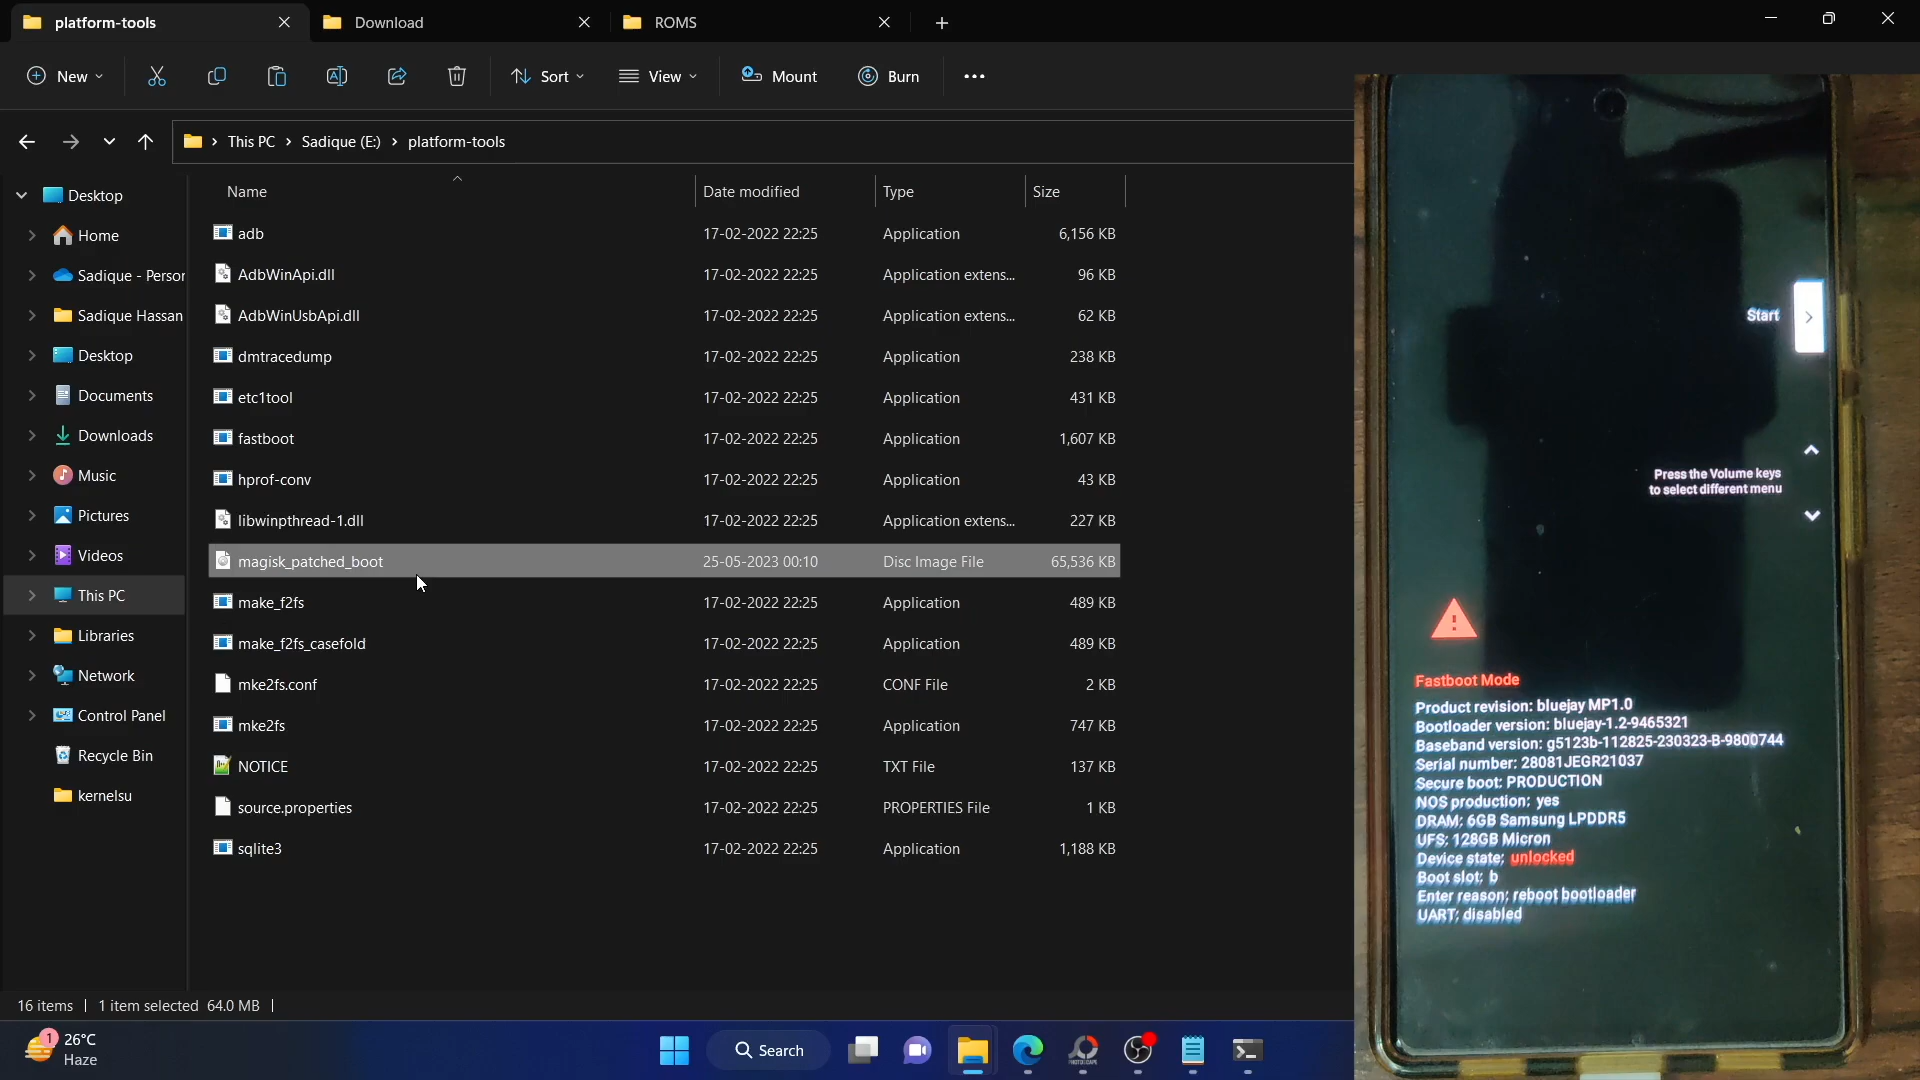 platform-tools
Download
ROMS
New
Sort
View
Mount
Burn
This PC
Sadique (E:)
platform-tools
Name
Date modified
Type
Size
Desktop
Home
Sadique - Persor
Sadique Hassan
Desktop
Documents
Downloads
Music
Pictures
Videos
This PC
Libraries
Network
Control Panel
Recycle Bin
kernelsu
adb 17-02-2022 22:25 Application 6,156 KB
AdbWinApi.dll 17-02-2022 22:25 Application extens... 96 KB
AdbWinUsbApi.dll 17-02-2022 22:25 Application extens... 62 KB
dmtracedump 17-02-2022 22:25 Application 238 KB
etc1tool 17-02-2022 22:25 Application 431 KB
fastboot 17-02-2022 22:25 Application 1,607 KB
hprof-conv 17-02-2022 22:25 Application 43 KB
libwinpthread-1.dll 17-02-2022 22:25 Application extens... 227 KB
magisk_patched_boot 25-05-2023 00:10 Disc Image File 65,536 KB
make_f2fs 17-02-2022 22:25 Application 489 KB
make_f2fs_casefold 17-02-2022 22:25 Application 489 KB
mke2fs.conf 17-02-2022 22:25 CONF File 2 KB
mke2fs 17-02-2022 22:25 Application 747 KB
NOTICE 17-02-2022 22:25 TXT File 137 KB
source.properties 17-02-2022 22:25 PROPERTIES File 1 KB
sqlite3 17-02-2022 22:25 Application 1,188 KB
16 items 1 item selected 64.0 MB
1
26°C
Haze
Search
Start
Press the Volume keys
to select different menu
Fastboot Mode
Product revision: bluejay MP1.0
Bootloader version: bluejay-1.2-9465321
Baseband version: g5123b-112825-230323-B-9800744
Serial number: 28081JEGR21037
Secure boot: PRODUCTION
NOS production: yes
DRAM: 6GB Samsung LPDDR5
UFS: 128GB Micron
Device state: unlocked
Boot slot: b
Enter reason: reboot bootloader
UART: disabled